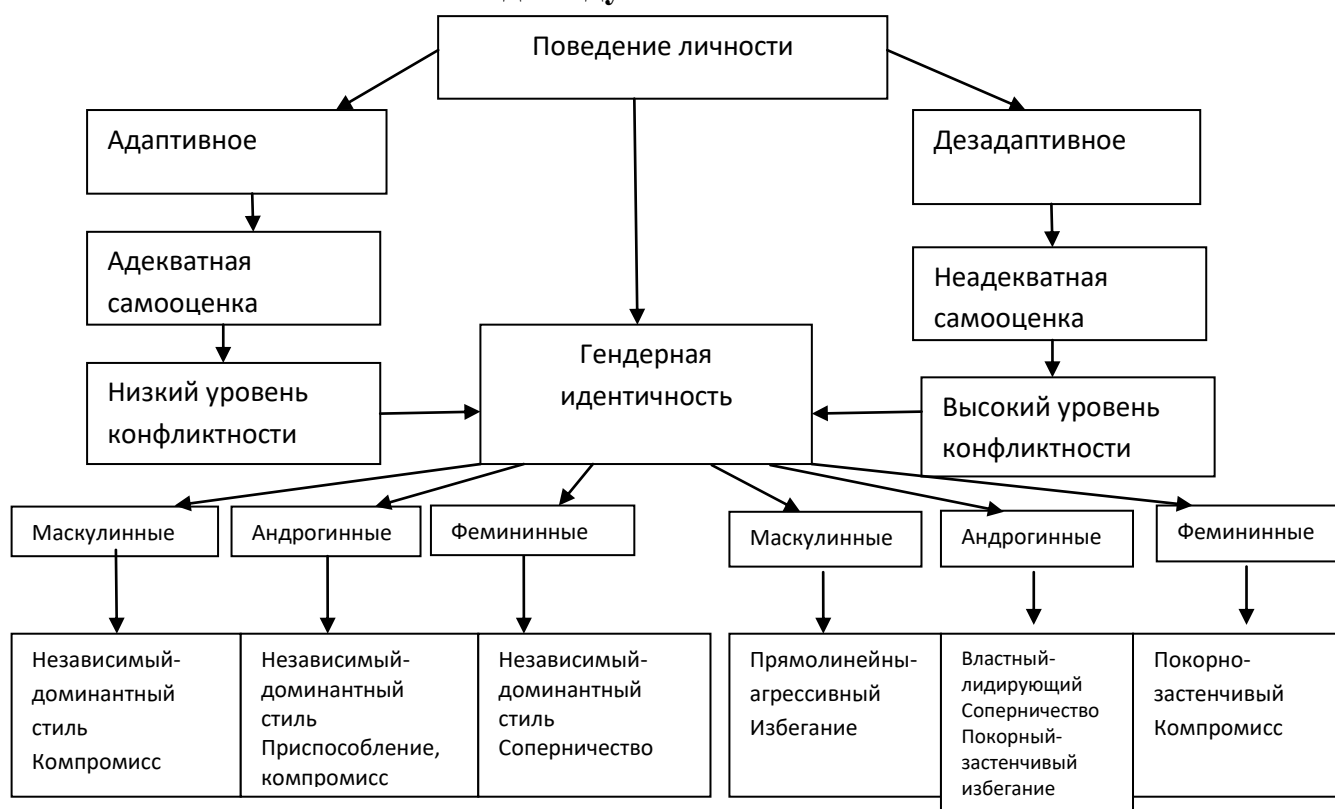 Поведение личности
Адаптивное
Дезадаптивное
Адекватная
самооценка
Неадекватная
самооценка
Гендерная
идентичность
Низкий уровень
конфликтности
Высокий уровень
конфликтности
Маскулинные
Андрогинные
Фемининные
Маскулинные
Андрогинные
Фемининные
Независимый-
доминантный
стиль
Компромисс
Независимый-
доминантный
стиль
Приспособление,
компромисс
Независимый-
доминантный
стиль
Соперничество
Прямолинейны-
агрессивный
Избегание
Властный-
лидирующий
Соперничество
Покорный-
застенчивый
избегание
Покорно-
застенчивый
Компромисс